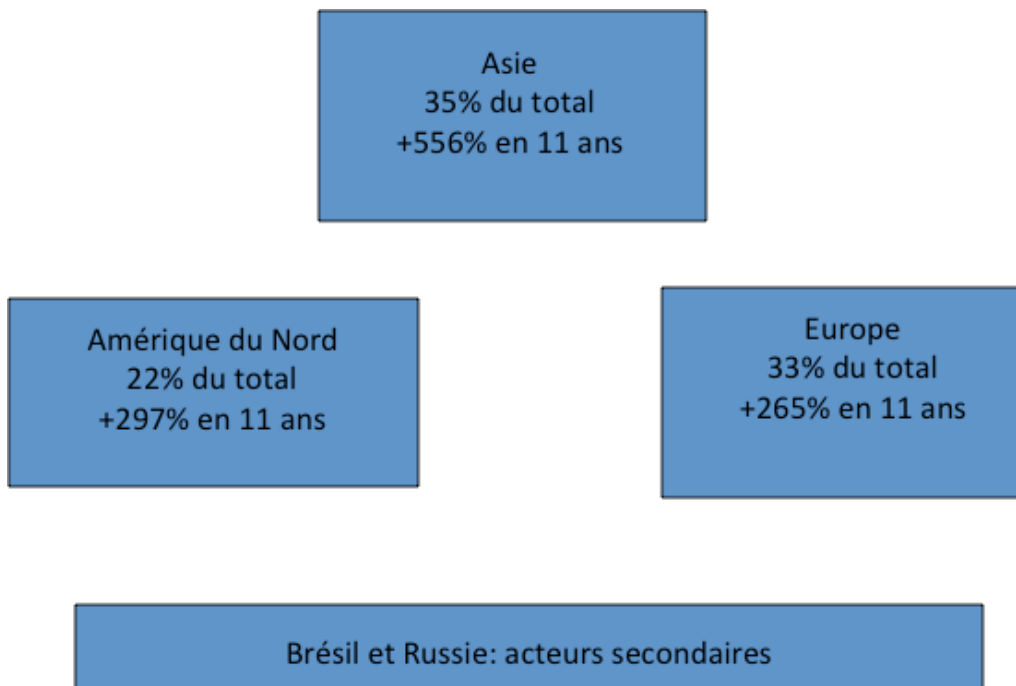 Asie
35% du total
+556% en 11 ans
Amérique du Nord
22% du total
+297% en 11 ans
Europe
33% du total
+265% en 11 ans
Brésil et Russie: acteurs secondaires